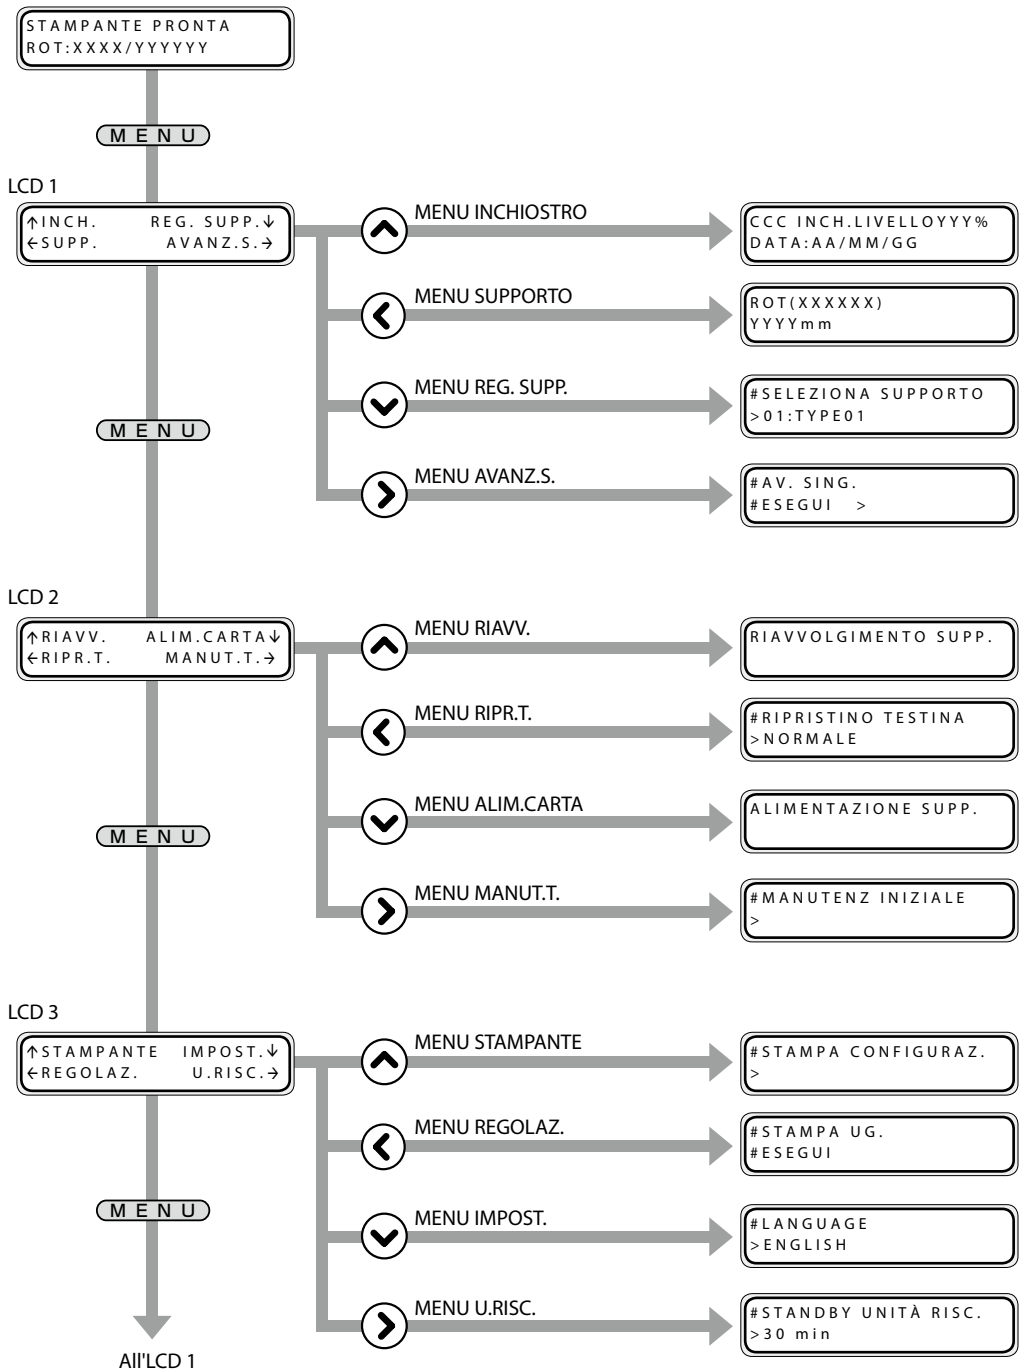 STAMPANTE PRONTA
ROT:XXXX/YYYYYY
MENU
LCD 1
↑INCH. REG. SUPP.↓
←SUPP. AVANZ.S.→
MENU INCHIOSTRO
CCC INCH.LIVELLOYYY%
DATA:AA/MM/GG
MENU SUPPORTO
ROT(XXXXXX)
YYYYmm
MENU REG. SUPP.
#SELEZIONA SUPPORTO
>01:TYPE01
MENU AVANZ.S.
#AV. SING.
#ESEGUI >
MENU
LCD 2
↑RIAVV. ALIM.CARTA↓
←RIPR.T. MANUT.T.→
MENU RIAVV.
RIAVVOLGIMENTO SUPP.
MENU RIPR.T.
#RIPRISTINO TESTINA
>NORMALE
MENU ALIM.CARTA
ALIMENTAZIONE SUPP.
MENU MANUT.T.
#MANUTENZ INIZIALE
>
MENU
LCD 3
↑STAMPANTE IMPOST.↓
←REGOLAZ. U.RISC.→
MENU STAMPANTE
#STAMPA CONFIGURAZ.
>
MENU REGOLAZ.
#STAMPA UG.
#ESEGUI
MENU IMPOST.
#LANGUAGE
>ENGLISH
MENU U.RISC.
#STANDBY UNITÀ RISC.
>30 min
MENU
All'LCD 1